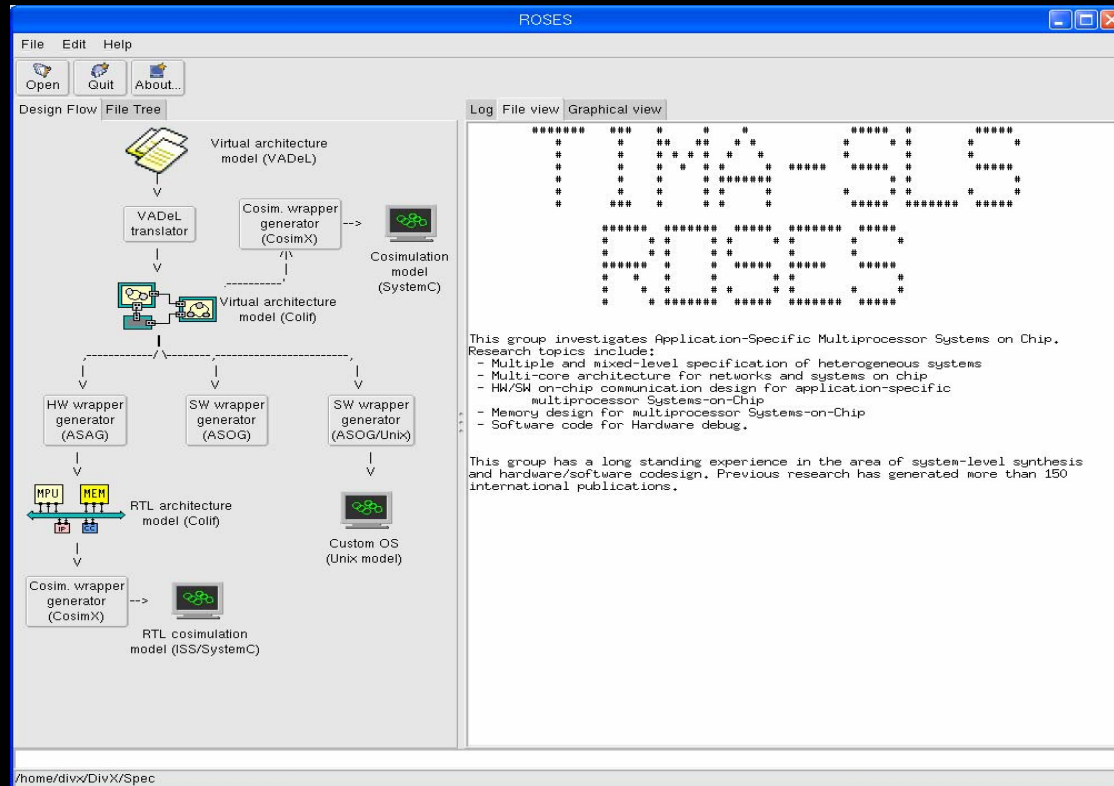 ROSES
File Edit Help
Open Quit About...
Design Flow File Tree
Virtual architecture
model (VADeL)
VADeL
translator
Cosim. wrapper
generator
(CosimX)
Cosimulation
model
(SystemC)
Virtual architecture
model (Colif)
HW wrapper
generator
(ASAG)
SW wrapper
generator
(ASOG)
SW wrapper
generator
(ASOG/Unix)
MPU MEM
IP CC
RTL architecture
model (Colif)
Custom OS
(Unix model)
Cosim. wrapper
generator
(CosimX)
RTL cosimulation
model (ISS/SystemC)
Log File view Graphical view
TIMA-SLS
ROSES
This group investigates Application-Specific Multiprocessor Systems on Chip.
Research topics include:
- Multiple and mixed-level specification of heterogeneous systems
- Multi-core architecture for networks and systems on chip
- HW/SW on-chip communication design for application-specific
multiprocessor Systems-on-Chip
- Memory design for multiprocessor Systems-on-Chip
- Software code for Hardware debug.
This group has a long standing experience in the area of system-level synthesis
and hardware/software codesign. Previous research has generated more than 150
international publications.
/home/divx/DivX/Spec